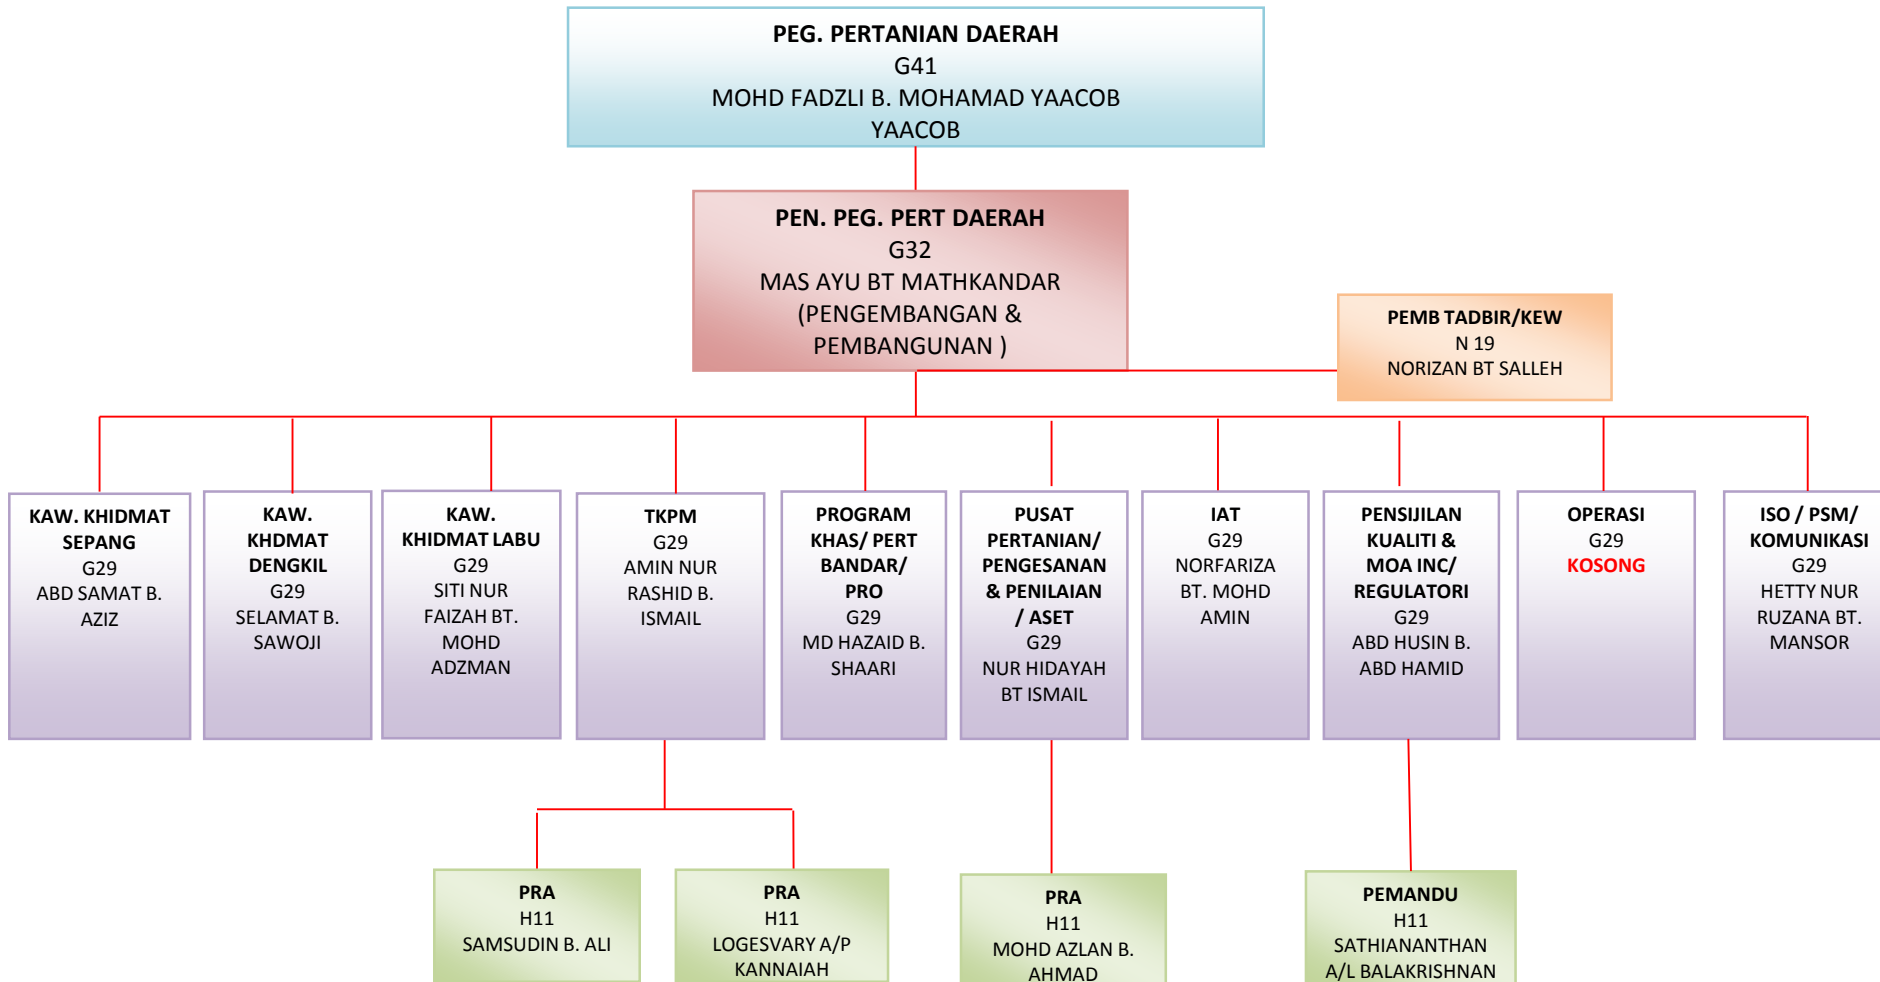 PEG. PERTANIAN DAERAH
G41
MOHD FADZLI B. MOHAMAD YAACOB
YAACOB
PEN. PEG. PERT DAERAH
G32
MAS AYU BT MATHKANDAR
(PENGEMBANGAN &
PEMBANGUNAN )
PEMB TADBIR/KEW
N 19
NORIZAN BT SALLEH
KAW. KHIDMAT
SEPANG
G29
ABD SAMAT B.
AZIZ
KAW.
KHDMAT
DENGKIL
G29
SELAMAT B.
SAWOJI
KAW.
KHIDMAT LABU
G29
SITI NUR
FAIZAH BT.
MOHD
ADZMAN
TKPM
G29
AMIN NUR
RASHID B.
ISMAIL
PROGRAM
KHAS/ PERT
BANDAR/
PRO
G29
MD HAZAID B.
SHAARI
PUSAT
PERTANIAN/
PENGESANAN
& PENILAIAN
/ ASET
G29
NUR HIDAYAH
BT ISMAIL
IAT
G29
NORFARIZA
BT. MOHD
AMIN
PENSIJILAN
KUALITI &
MOA INC/
REGULATORI
G29
ABD HUSIN B.
ABD HAMID
OPERASI
G29
KOSONG
ISO / PSM/
KOMUNIKASI
G29
HETTY NUR
RUZANA BT.
MANSOR
PRA
H11
SAMSUDIN B. ALI
PRA
H11
LOGESVARY A/P
KANNAIAH
PRA
H11
MOHD AZLAN B.
AHMAD
PEMANDU
H11
SATHIANANTHAN
A/L BALAKRISHNAN